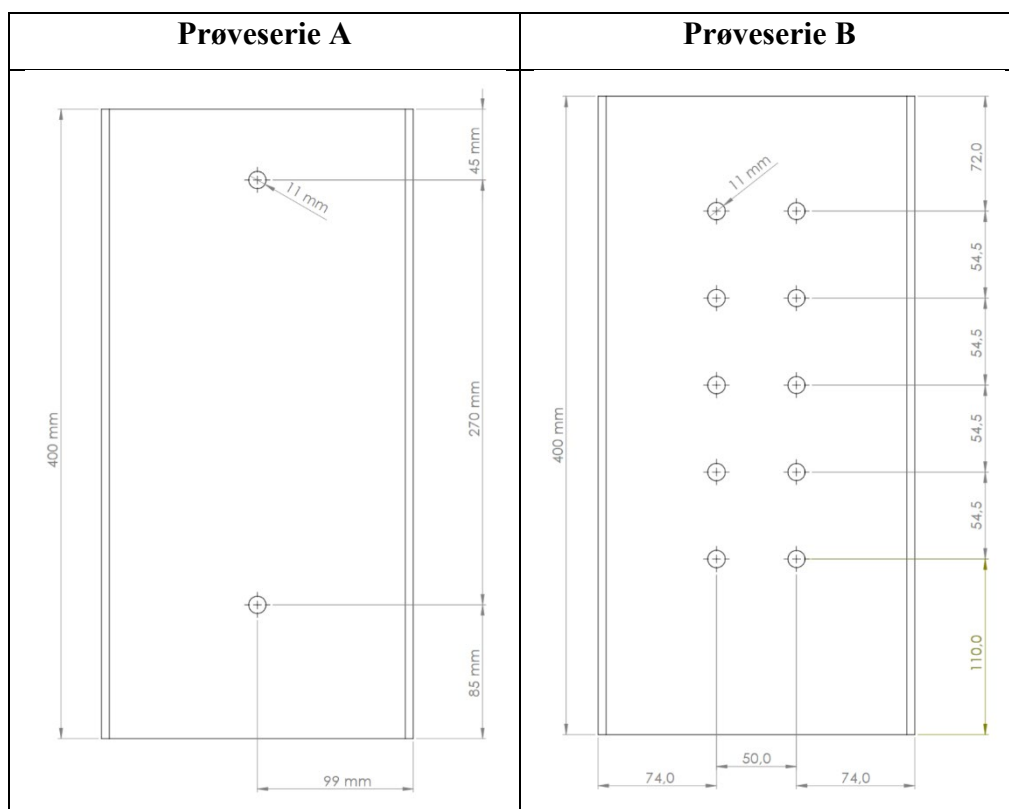 Prøveserie A
Prøveserie B
45 mm
11 mm
400 mm
270 mm
85 mm
99 mm
72,0
11 mm
54,5
54,5
400 mm
54,5
54,5
110,0
50,0
74,0
74,0